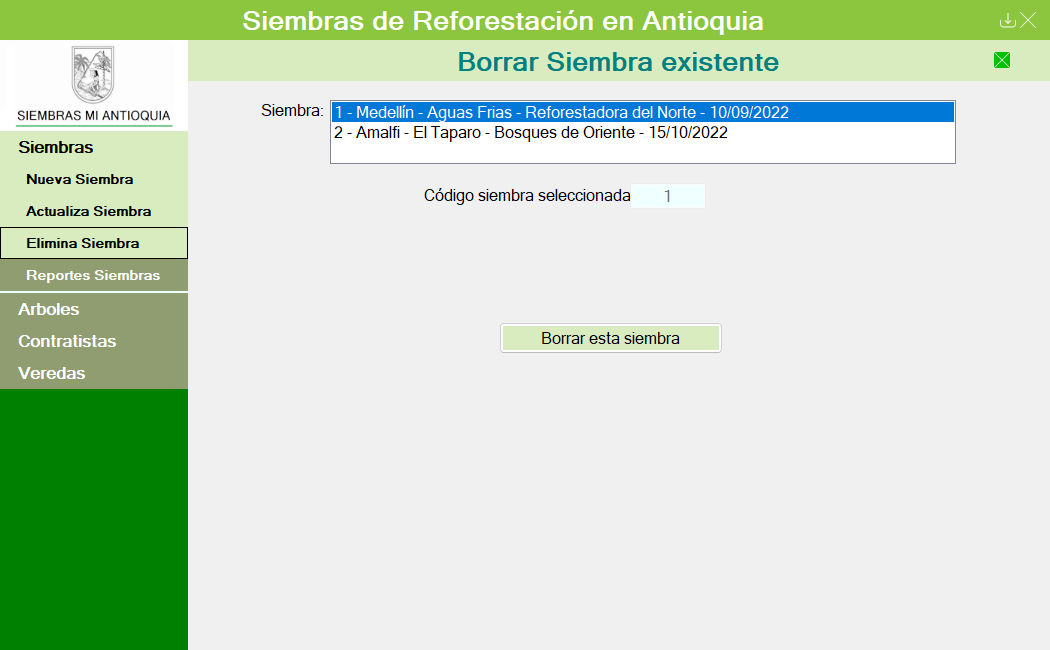 Siembras de Reforestación en Antioquia
SIEMBRAS MI ANTIOQUIA
Siembras
Nueva Siembra
Actualiza Siembra
Elimina Siembra
Reportes Siembras
Arboles
Contratistas
Veredas
Borrar Siembra existente
Siembra:
1 - Medellín - Aguas Frias - Reforestadora del Norte - 10/09/2022
2 - Amalfi - El Taparo - Bosques de Oriente - 15/10/2022
Código siembra seleccionada 1
Borrar esta siembra